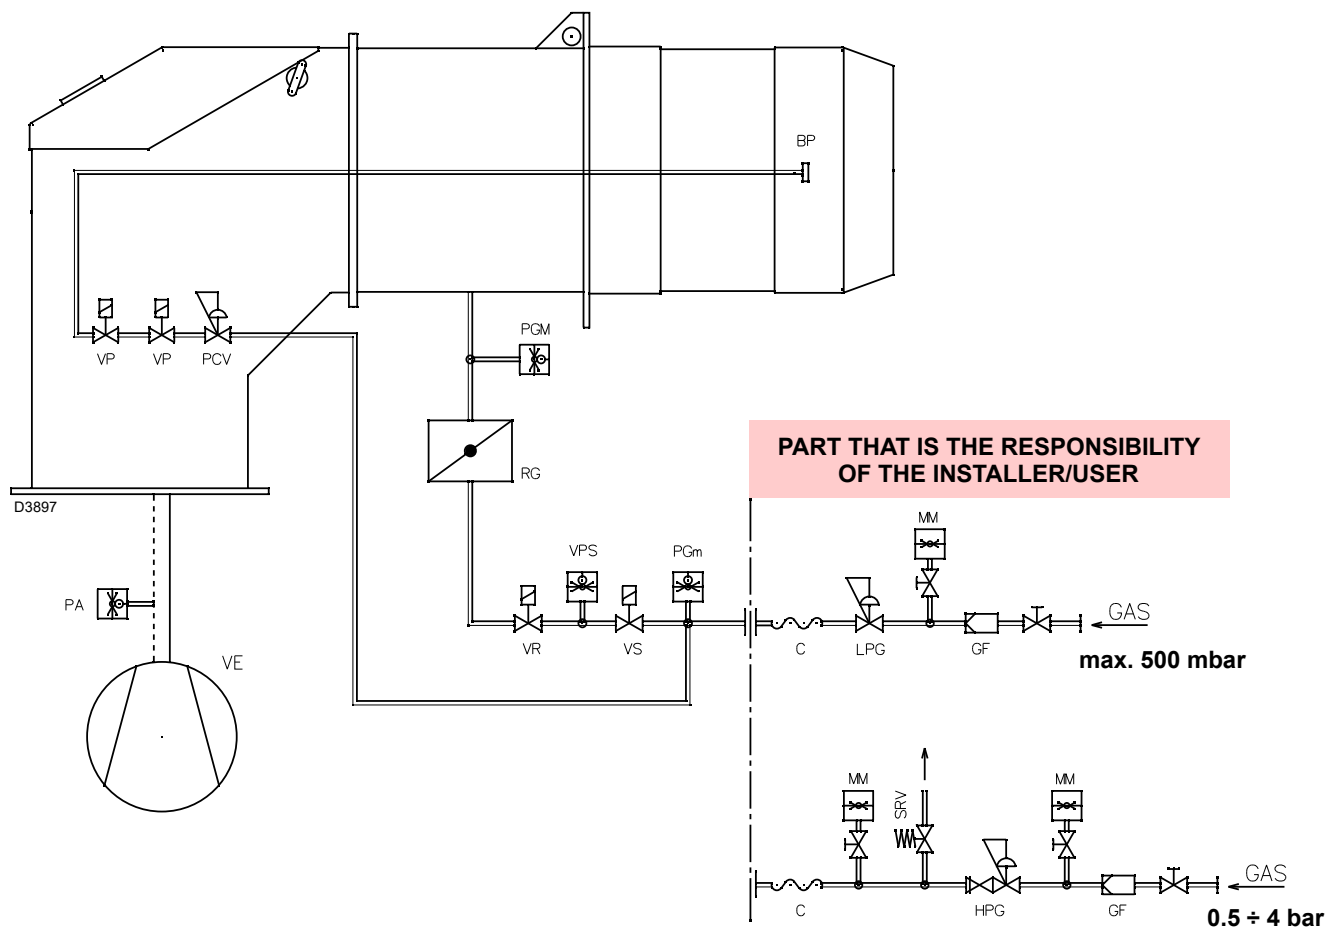 BP
VP
VP
PCV
PGM
RG
PART THAT IS THE RESPONSIBILITY
OF THE INSTALLER/USER
D3897
MM
VPS
PGm
PA
GAS
VR
VS
C
LPG
GF
VE
max. 500 mbar
MM
SRV
MM
GAS
C
HPG
GF
0.5 ÷ 4 bar